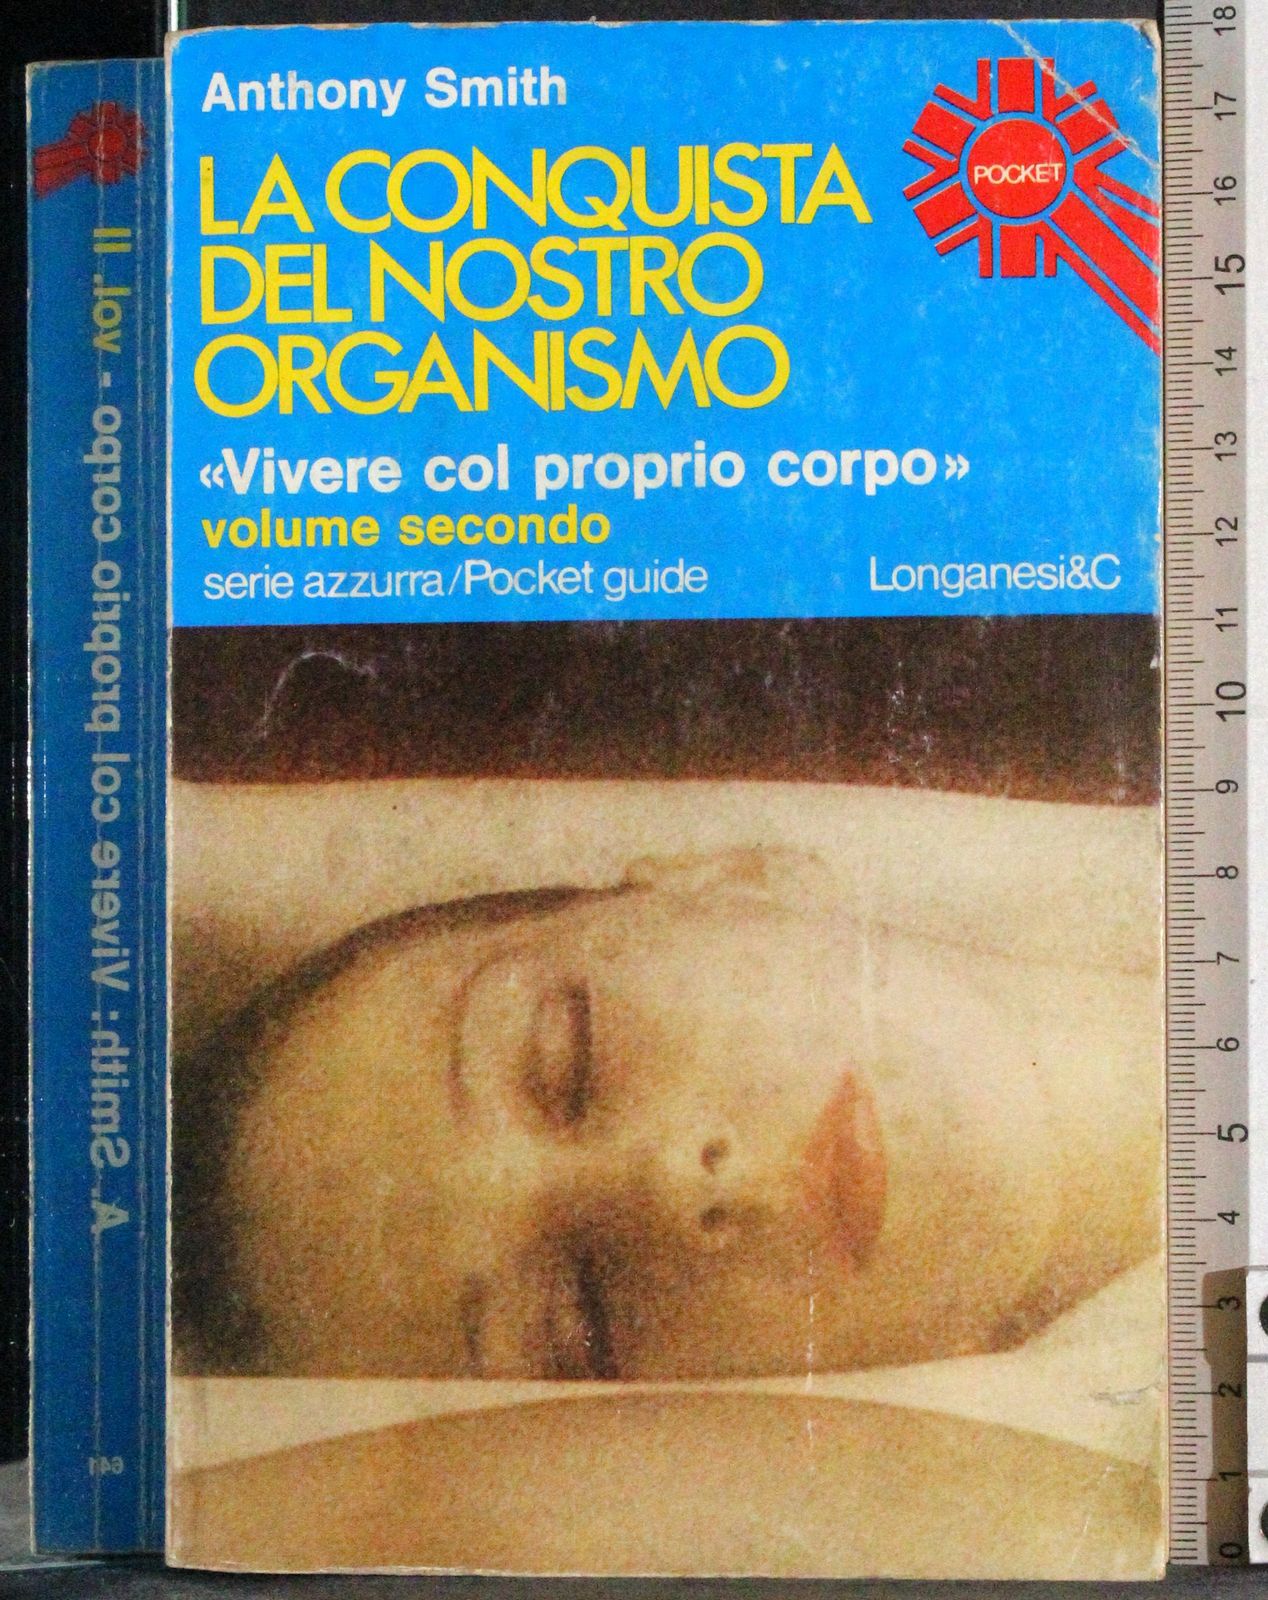 Anthony Smith
LA CONQUISTA
DEL NOSTRO
ORGANISMO
«Vivere col proprio corpo»
volume secondo
serie azzurra/Pocket guide
Longanesi&C
POCKET
A. Smith: Vivere col proprio corpo - vol. II
641
18
17
16
15
14
13
12
11
10
9
8
7
6
5
4
3
2
1
0